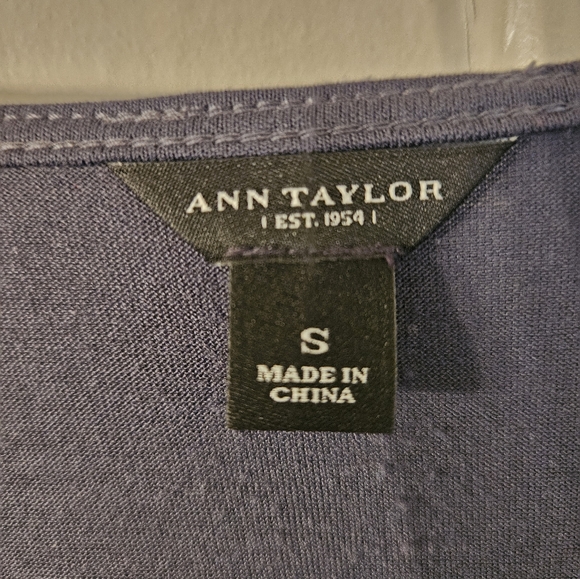 ANN TAYLOR
| EST. 1954 |
S
MADE IN
CHINA